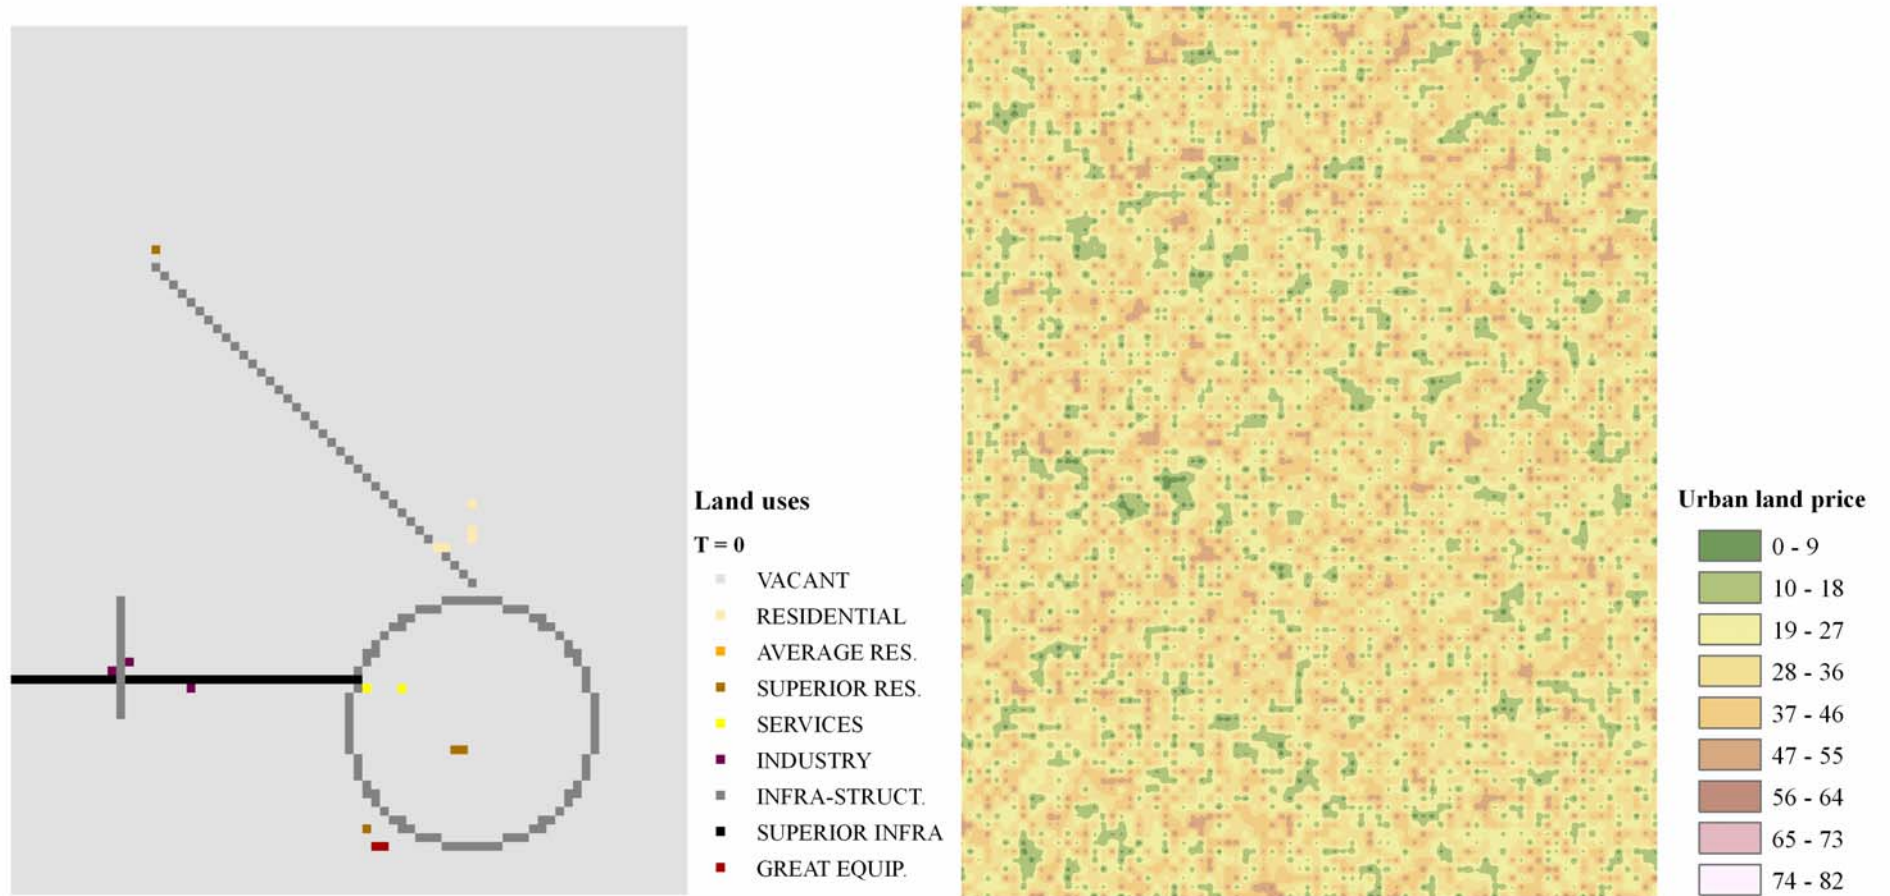 Land uses
T = 0
VACANT
RESIDENTIAL
AVERAGE RES.
SUPERIOR RES.
SERVICES
INDUSTRY
INFRA-STRUCT.
SUPERIOR INFRA
GREAT EQUIP.
Urban land price
0 - 9
10 - 18
19 - 27
28 - 36
37 - 46
47 - 55
56 - 64
65 - 73
74 - 82